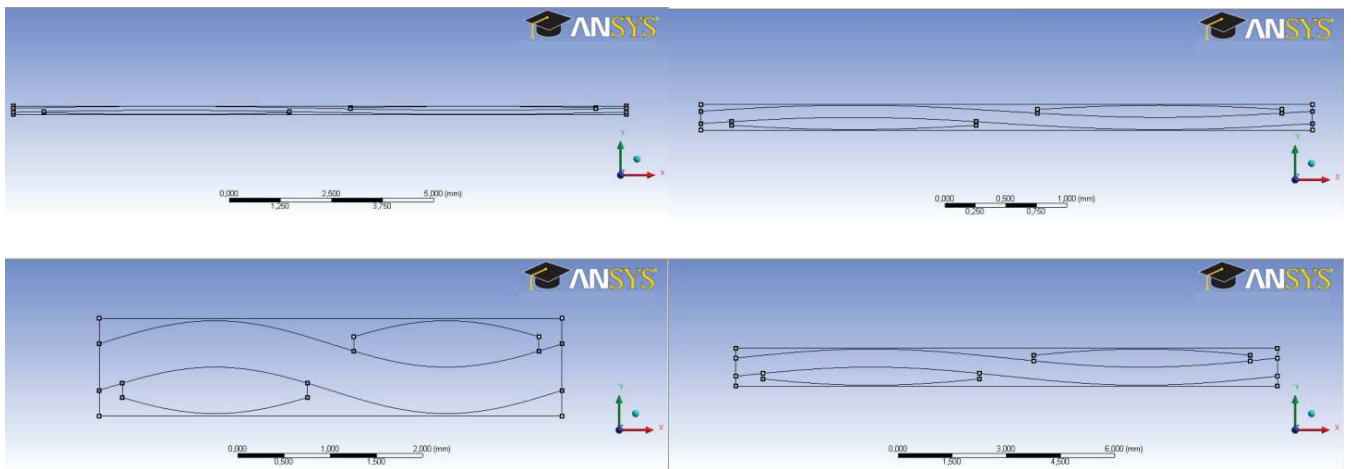 ANSYS
Y
X
0,000 2,500 5,000 (mm)
1,250 3,750
ANSYS
Y
X
0,000 0,500 1,000 (mm)
0,250 0,750
ANSYS
Y
X
0,000 1,000 2,000 (mm)
0,500 1,500
ANSYS
Y
X
0,000 3,000 6,000 (mm)
1,500 4,500